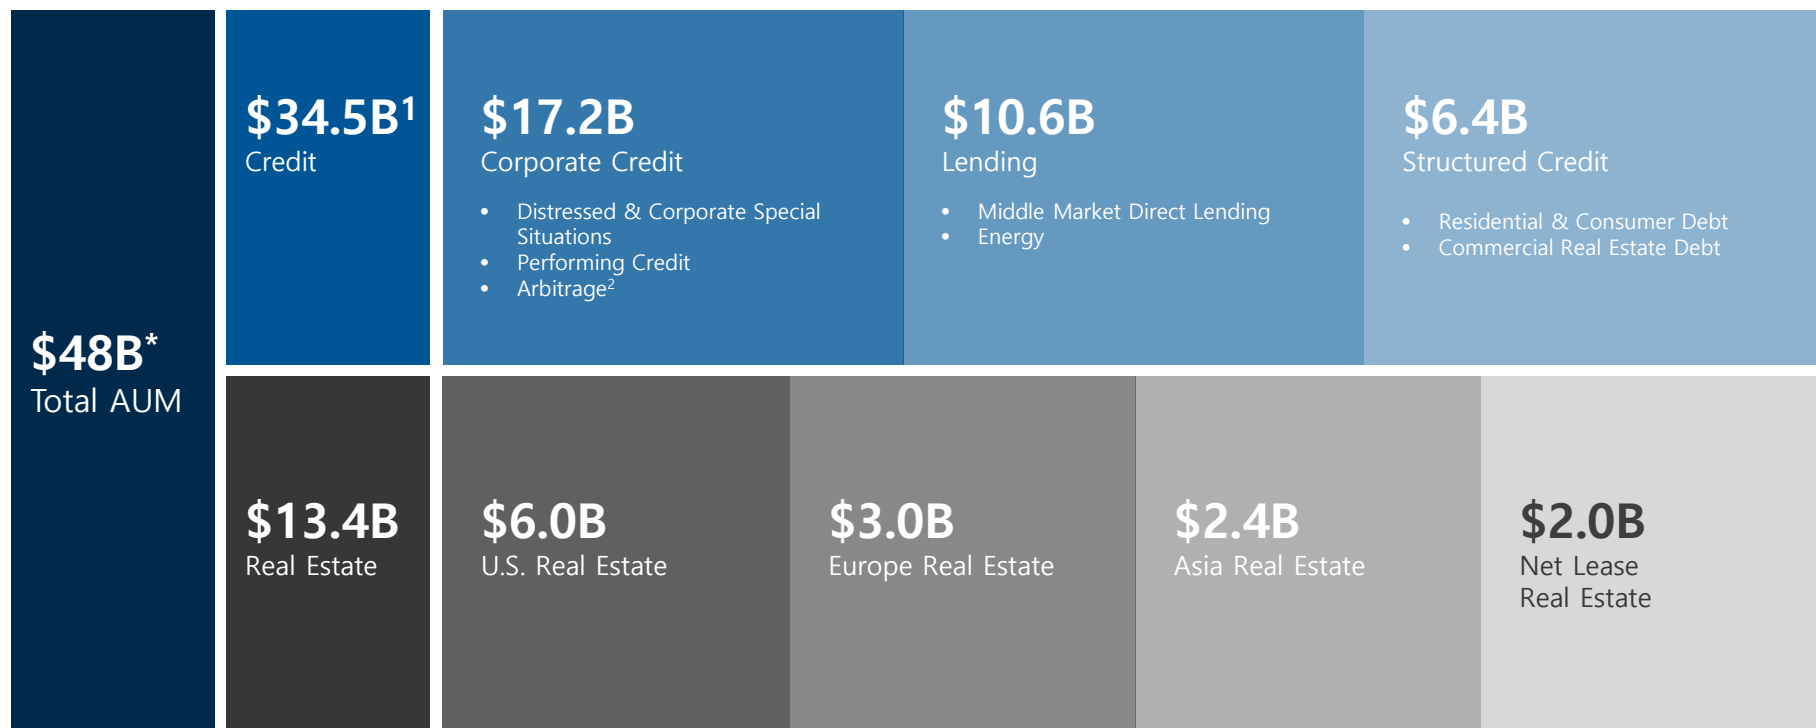 $48B*
Total AUM
$34.5B¹
Credit
$17.2B
Corporate Credit
• Distressed & Corporate Special
Situations
• Performing Credit
• Arbitrage²
$10.6B
Lending
• Middle Market Direct Lending
• Energy
$6.4B
Structured Credit
• Residential & Consumer Debt
• Commercial Real Estate Debt
$13.4B
Real Estate
$6.0B
U.S. Real Estate
$3.0B
Europe Real Estate
$2.4B
Asia Real Estate
$2.0B
Net Lease
Real Estate